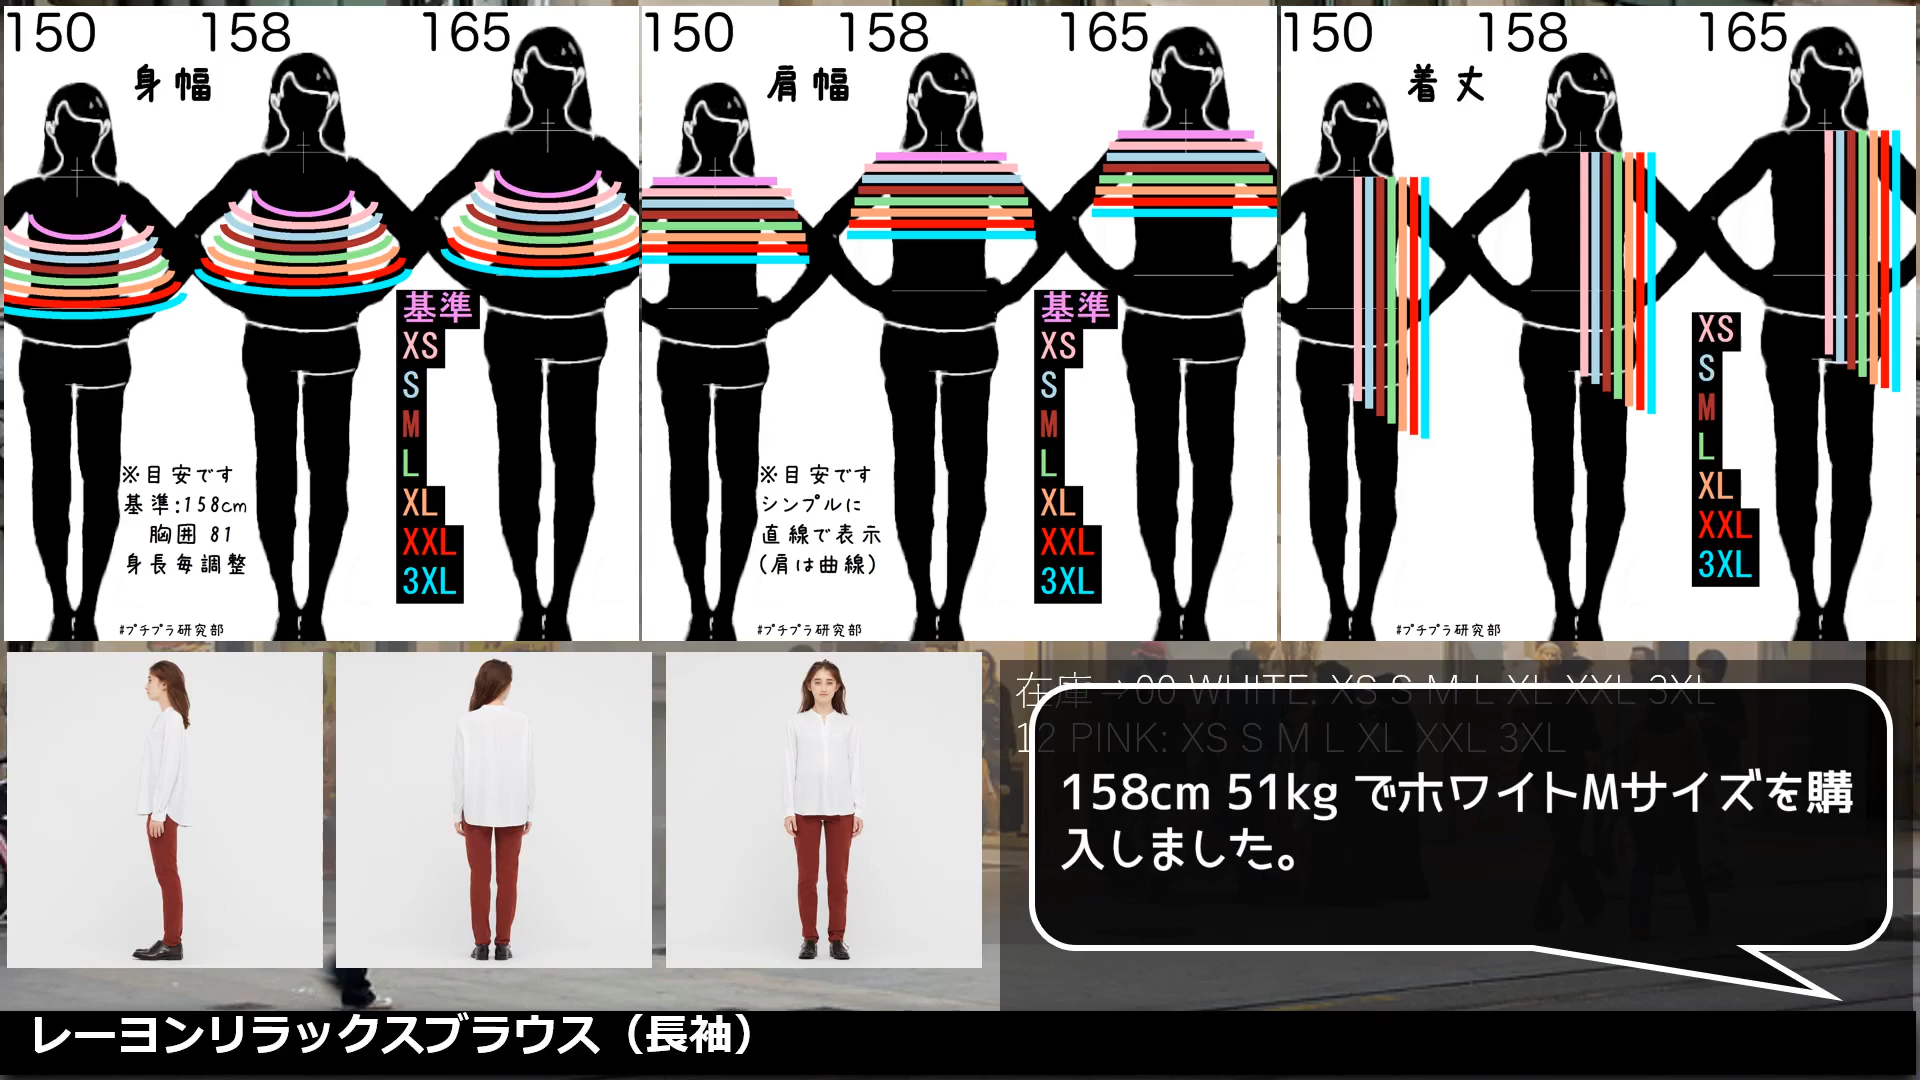 150 158 165
身幅
基準
XS
S
M
L
XL
XXL
3XL
※目安です
基準:158cm
胸囲 81
身長毎調整
#プチプラ研究部
150 158 165
肩幅
基準
XS
S
M
L
XL
XXL
3XL
※目安です
シンプルに
直線で表示
(肩は曲線)
#プチプラ研究部
150 158 165
着丈
XS
S
M
L
XL
XXL
3XL
#プチプラ研究部
在庫→00 WHITE: XS S M L XL XXL 3XL
12 PINK: XS S M L XL XXL 3XL
158cm 51kg でホワイトMサイズを購
入しました。
レーヨンリラックスブラウス（長袖）